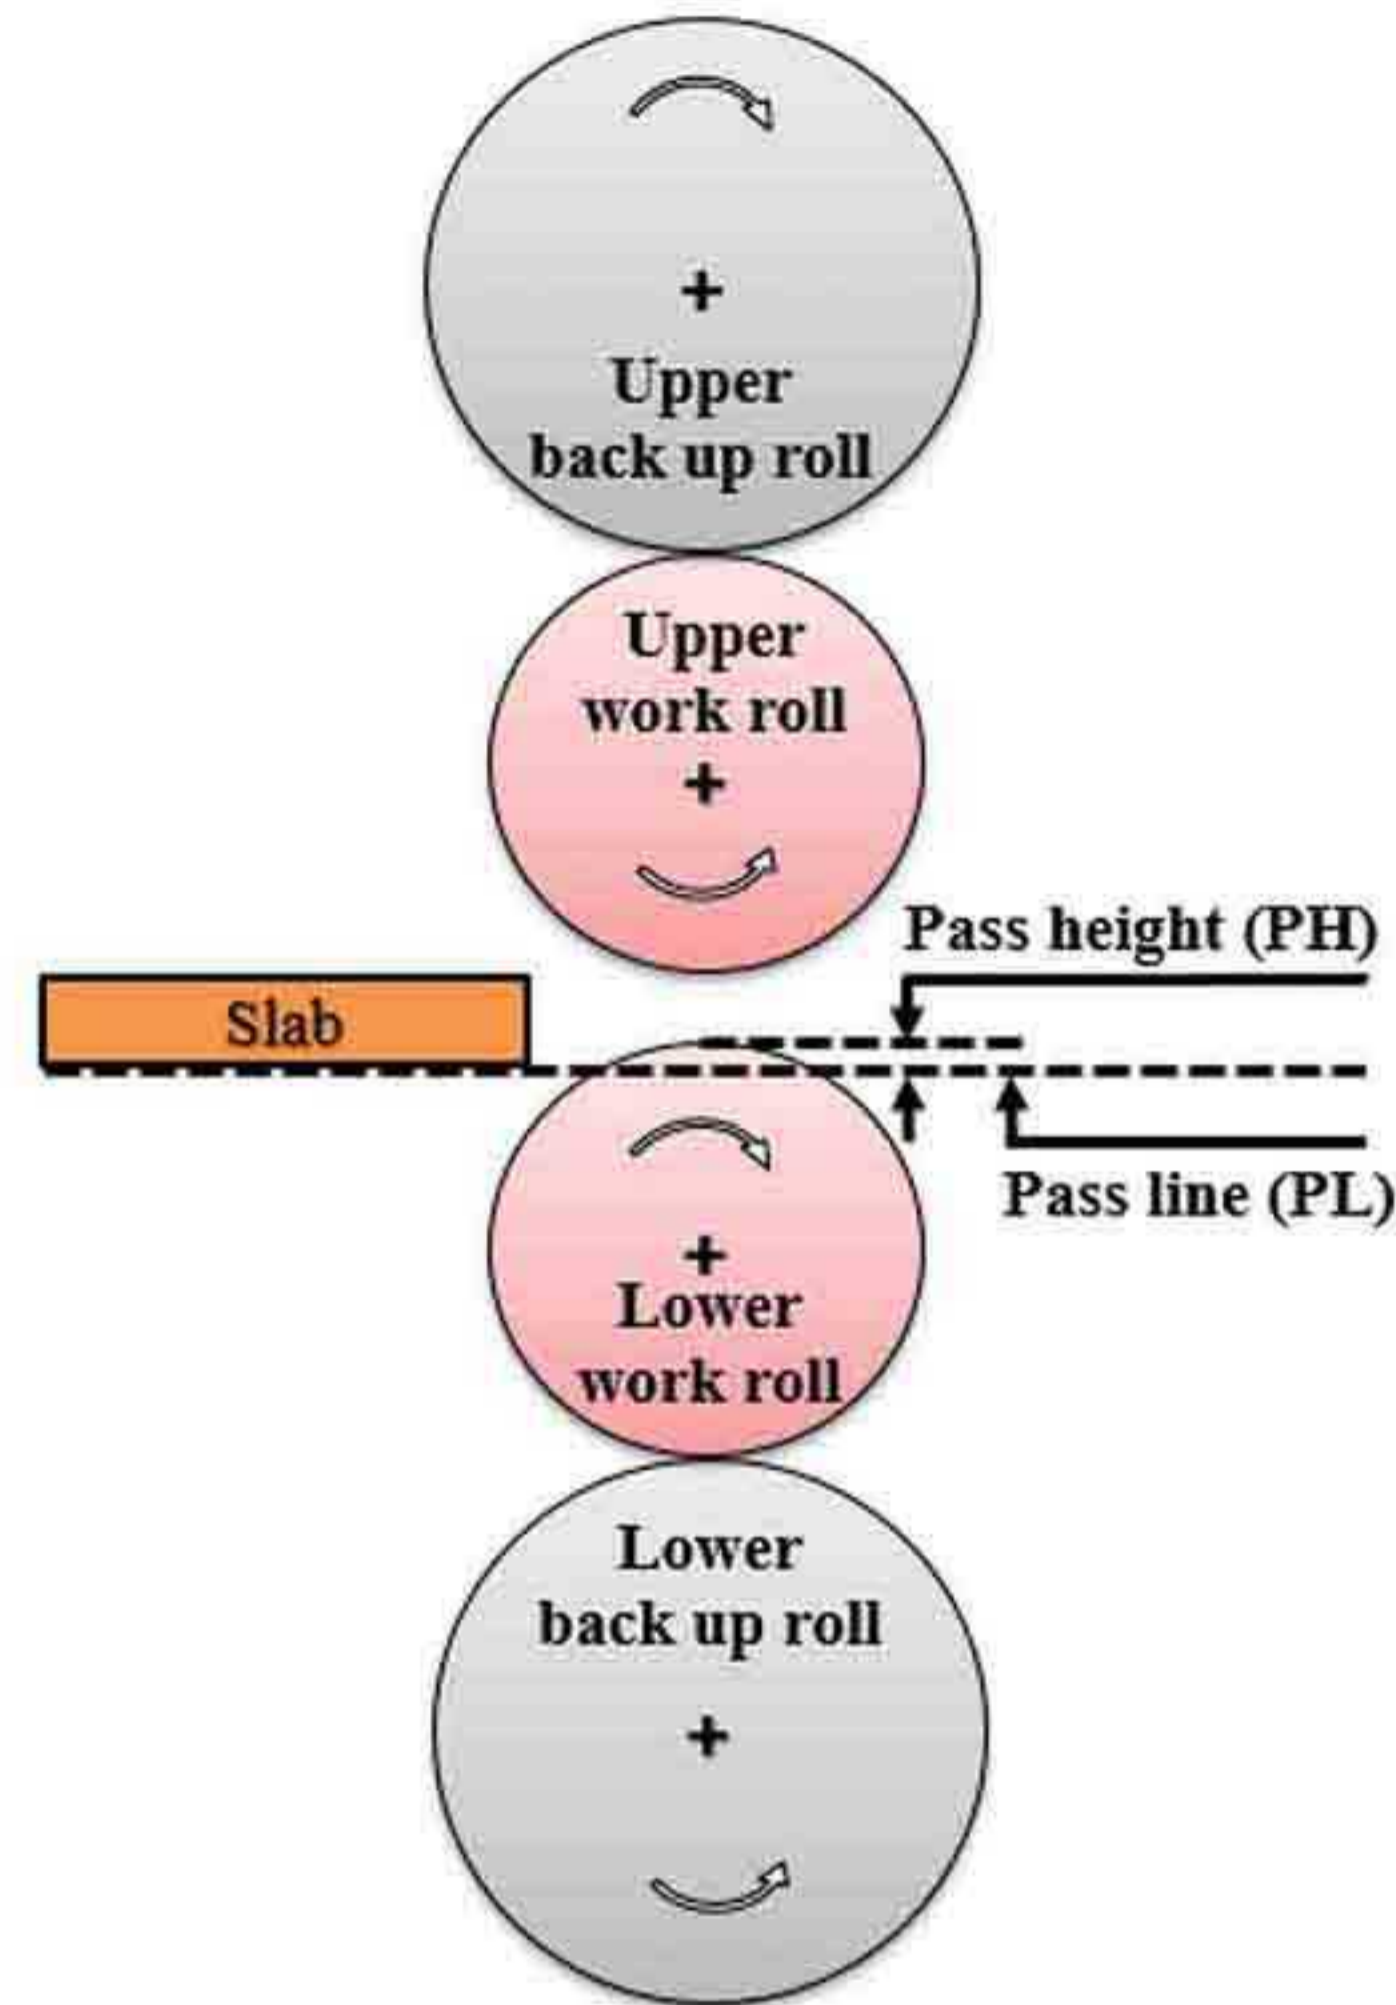 Upper
back up roll
Upper
work roll
Pass height (PH)
Slab
Pass line (PL)
Lower
work roll
Lower
back up roll